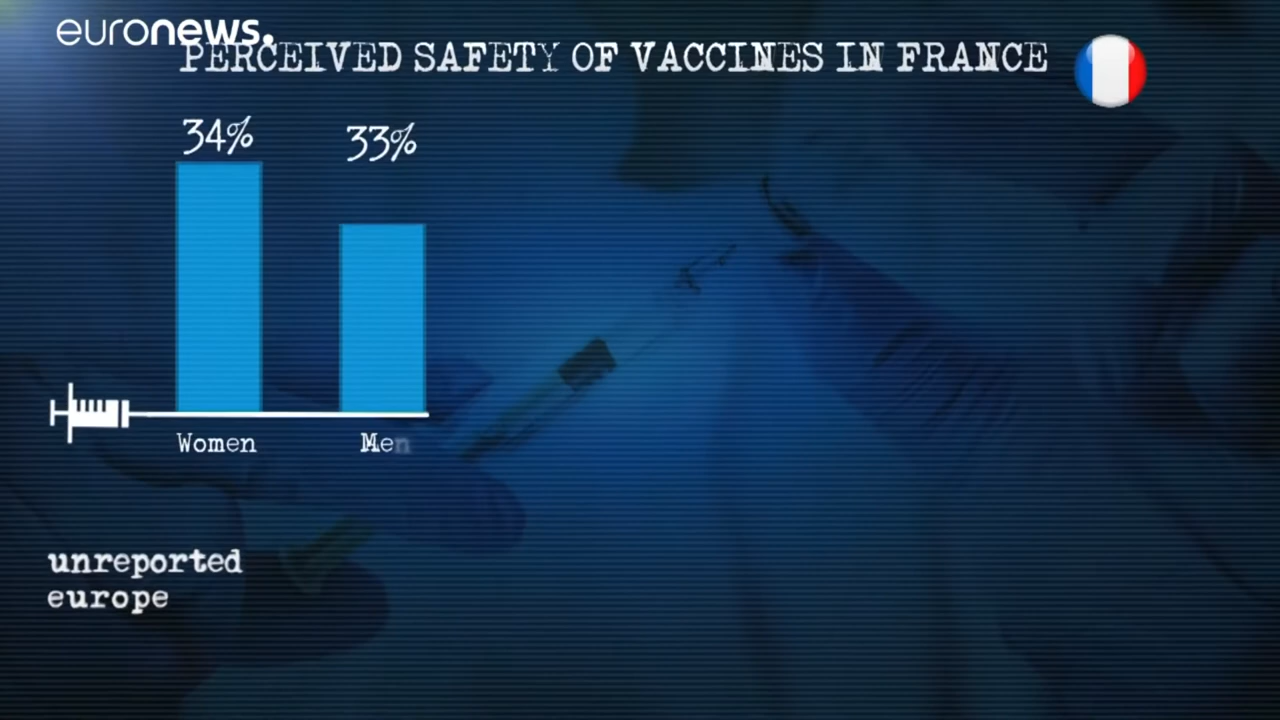 euronews.
PERCEIVED SAFETY OF VACCINES IN FRANCE
34%
33%
Women
Men
unreported
europe